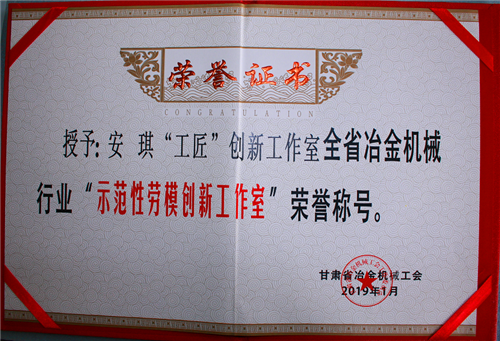 荣誉证书
CONGRATULATION
授予:安 琪“工匠”创新工作室全省冶金机械
行业“示范性劳模创新工作室”荣誉称号。
甘肃省冶金机械工会
2019年1月